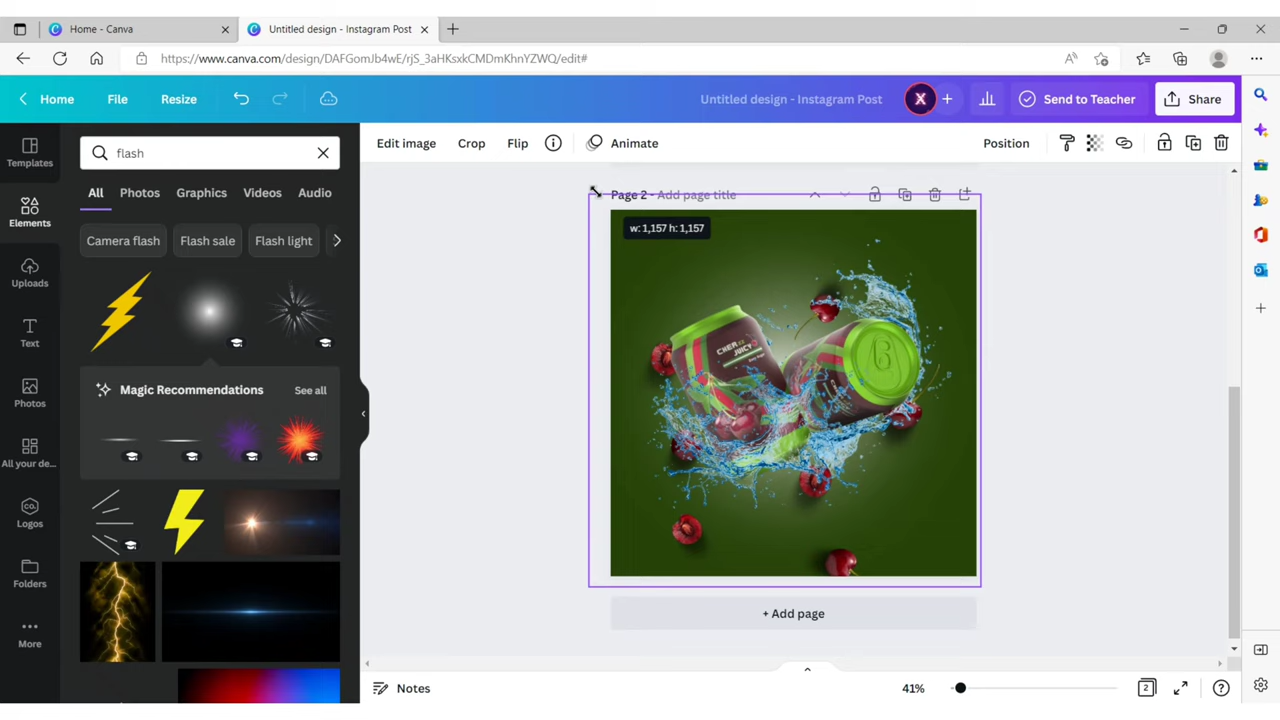 Home - Canva
Untitled design - Instagram Post
https://www.canva.com/design/DAFGomJb4wE/rjS_3aHKsxkCMDmKhnYZWQ/edit#
Home
File
Resize
Untitled design - Instagram Post
X
Send to Teacher
Share
Templates
Elements
Uploads
Text
Photos
All your de...
Logos
Folders
More
flash
All
Photos
Graphics
Videos
Audio
Camera flash
Flash sale
Flash light
Magic Recommendations
See all
Edit image
Crop
Flip
Animate
Position
Page 2 - Add page title
w: 1,157 h: 1,157
JUICY
+ Add page
Notes
41%
2